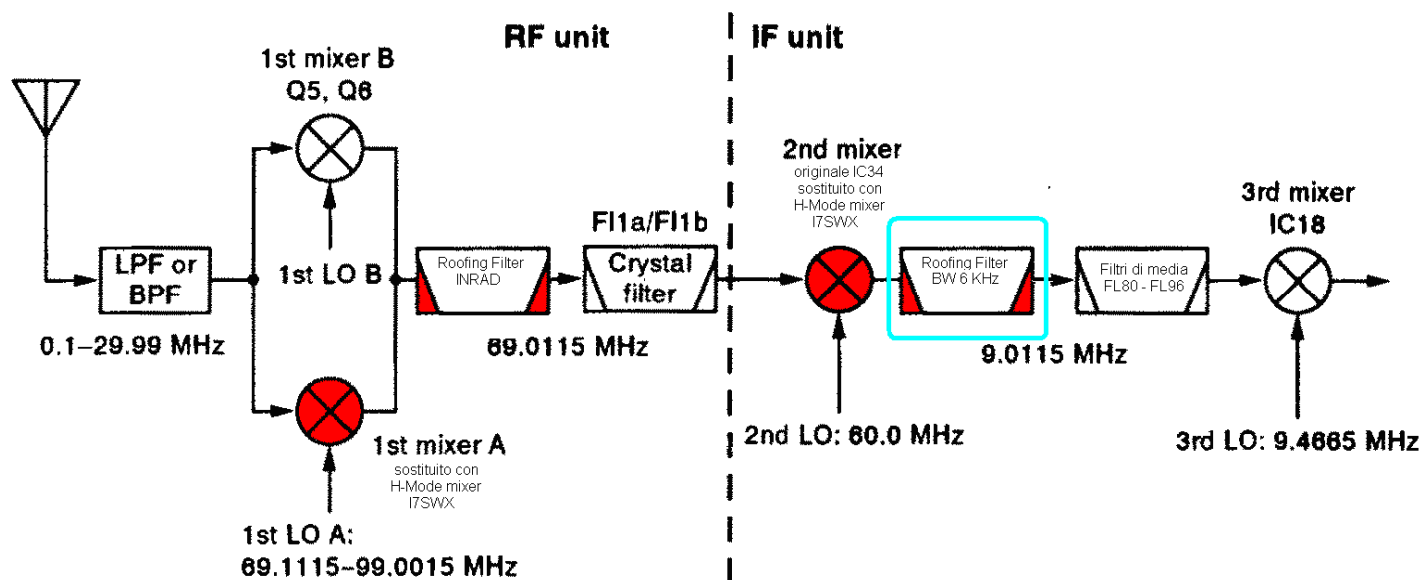 RF unit
IF unit
1st mixer B
Q5, Q6
2nd mixer
originale IC34
sostituito con
H-Mode mixer
I7SWX
3rd mixer
IC18
LPF or
BPF
1st LO B
Roofing Filter
INRAD
Fl1a/Fl1b
Crystal
filter
Roofing Filter
BW 6 KHz
Filtri di media
FL80 - FL96
0.1–29.99 MHz
69.0115 MHz
9.0115 MHz
1st mixer A
sostituito con
H-Mode mixer
I7SWX
2nd LO: 60.0 MHz
3rd LO: 9.4665 MHz
1st LO A:
69.1115–99.0015 MHz